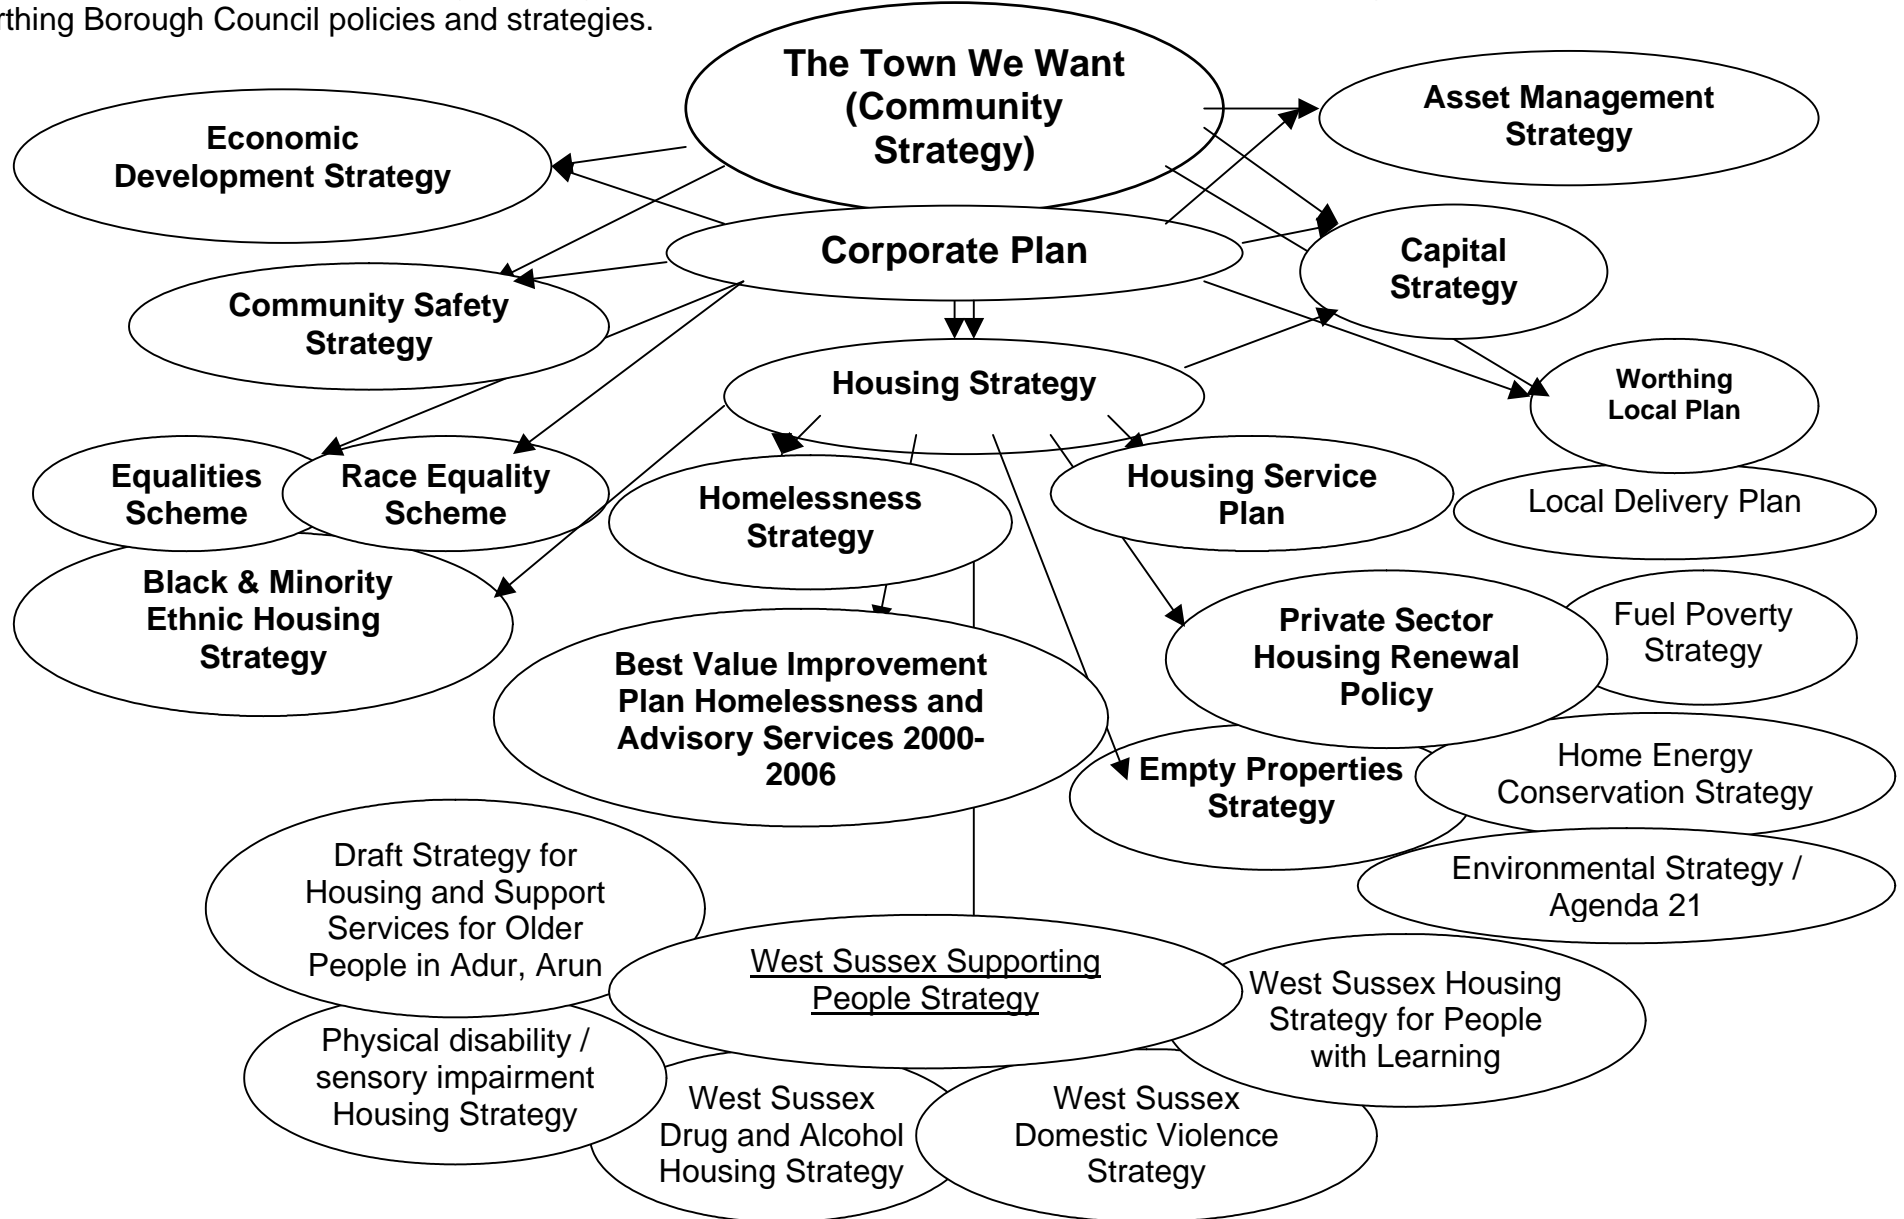 rthing Borough Council policies and strategies.
The Town We Want
(Community
Strategy)
Asset Management
Strategy
Economic
Development Strategy
Corporate Plan
Capital
Strategy
Community Safety
Strategy
Housing Strategy
Worthing
Local Plan
Equalities
Scheme
Race Equality
Scheme
Homelessness
Strategy
Housing Service
Plan
Local Delivery Plan
Black & Minority
Ethnic Housing
Strategy
Best Value Improvement
Plan Homelessness and
Advisory Services 2000-
2006
Private Sector
Housing Renewal
Policy
Fuel Poverty
Strategy
Empty Properties
Strategy
Home Energy
Conservation Strategy
Environmental Strategy /
Agenda 21
Draft Strategy for
Housing and Support
Services for Older
People in Adur, Arun
West Sussex Supporting
People Strategy
West Sussex Housing
Strategy for People
with Learning
Physical disability /
sensory impairment
Housing Strategy
West Sussex
Drug and Alcohol
Housing Strategy
West Sussex
Domestic Violence
Strategy